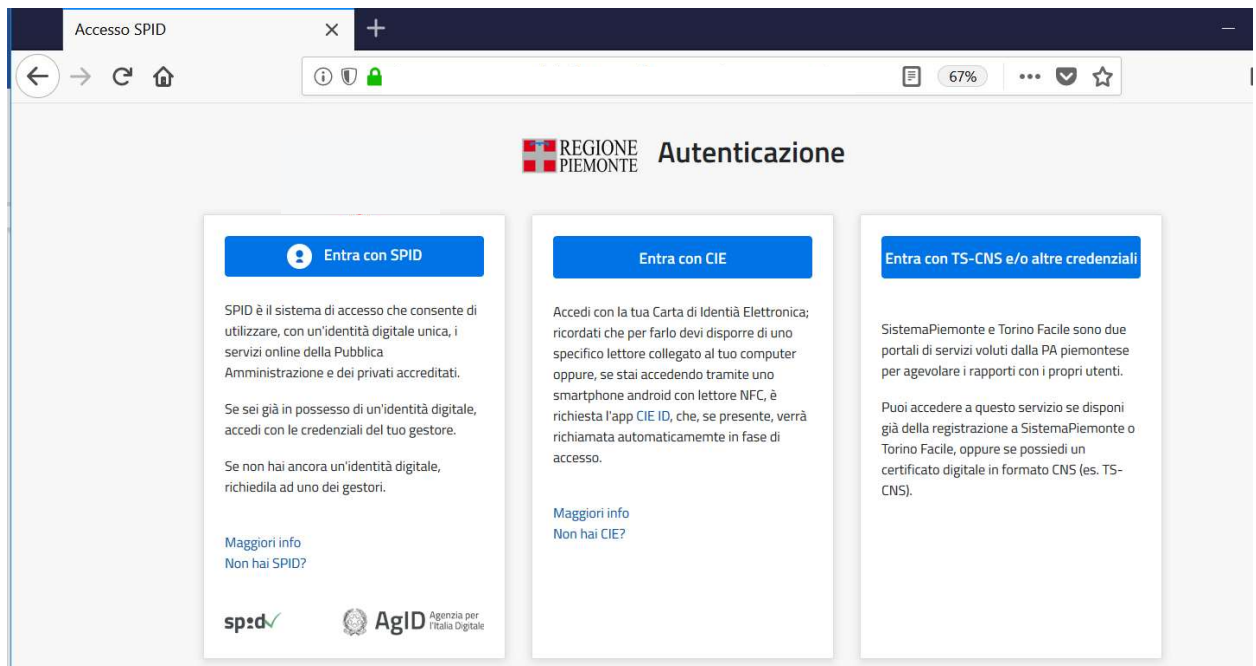 Accesso SPID
67%
REGIONE
PIEMONTE
Autenticazione
Entra con SPID
SPID è il sistema di accesso che consente di
utilizzare, con un'identità digitale unica, i
servizi online della Pubblica
Amministrazione e dei privati accreditati.
Se sei già in possesso di un'identità digitale,
accedi con le credenziali del tuo gestore.
Se non hai ancora un'identità digitale,
richiedila ad uno dei gestori.
Maggiori info
Non hai SPID?
spid
AgID Agenzia per
l'Italia Digitale
Entra con CIE
Accedi con la tua Carta di Identià Elettronica;
ricordati che per farlo devi disporre di uno
specifico lettore collegato al tuo computer
oppure, se stai accedendo tramite uno
smartphone android con lettore NFC, è
richiesta l'app CIE ID, che, se presente, verrà
richiamata automaticamemte in fase di
accesso.
Maggiori info
Non hai CIE?
Entra con TS-CNS e/o altre credenziali
SistemaPiemonte e Torino Facile sono due
portali di servizi voluti dalla PA piemontese
per agevolare i rapporti con i propri utenti.
Puoi accedere a questo servizio se disponi
già della registrazione a SistemaPiemonte o
Torino Facile, oppure se possiedi un
certificato digitale in formato CNS (es. TS-
CNS).